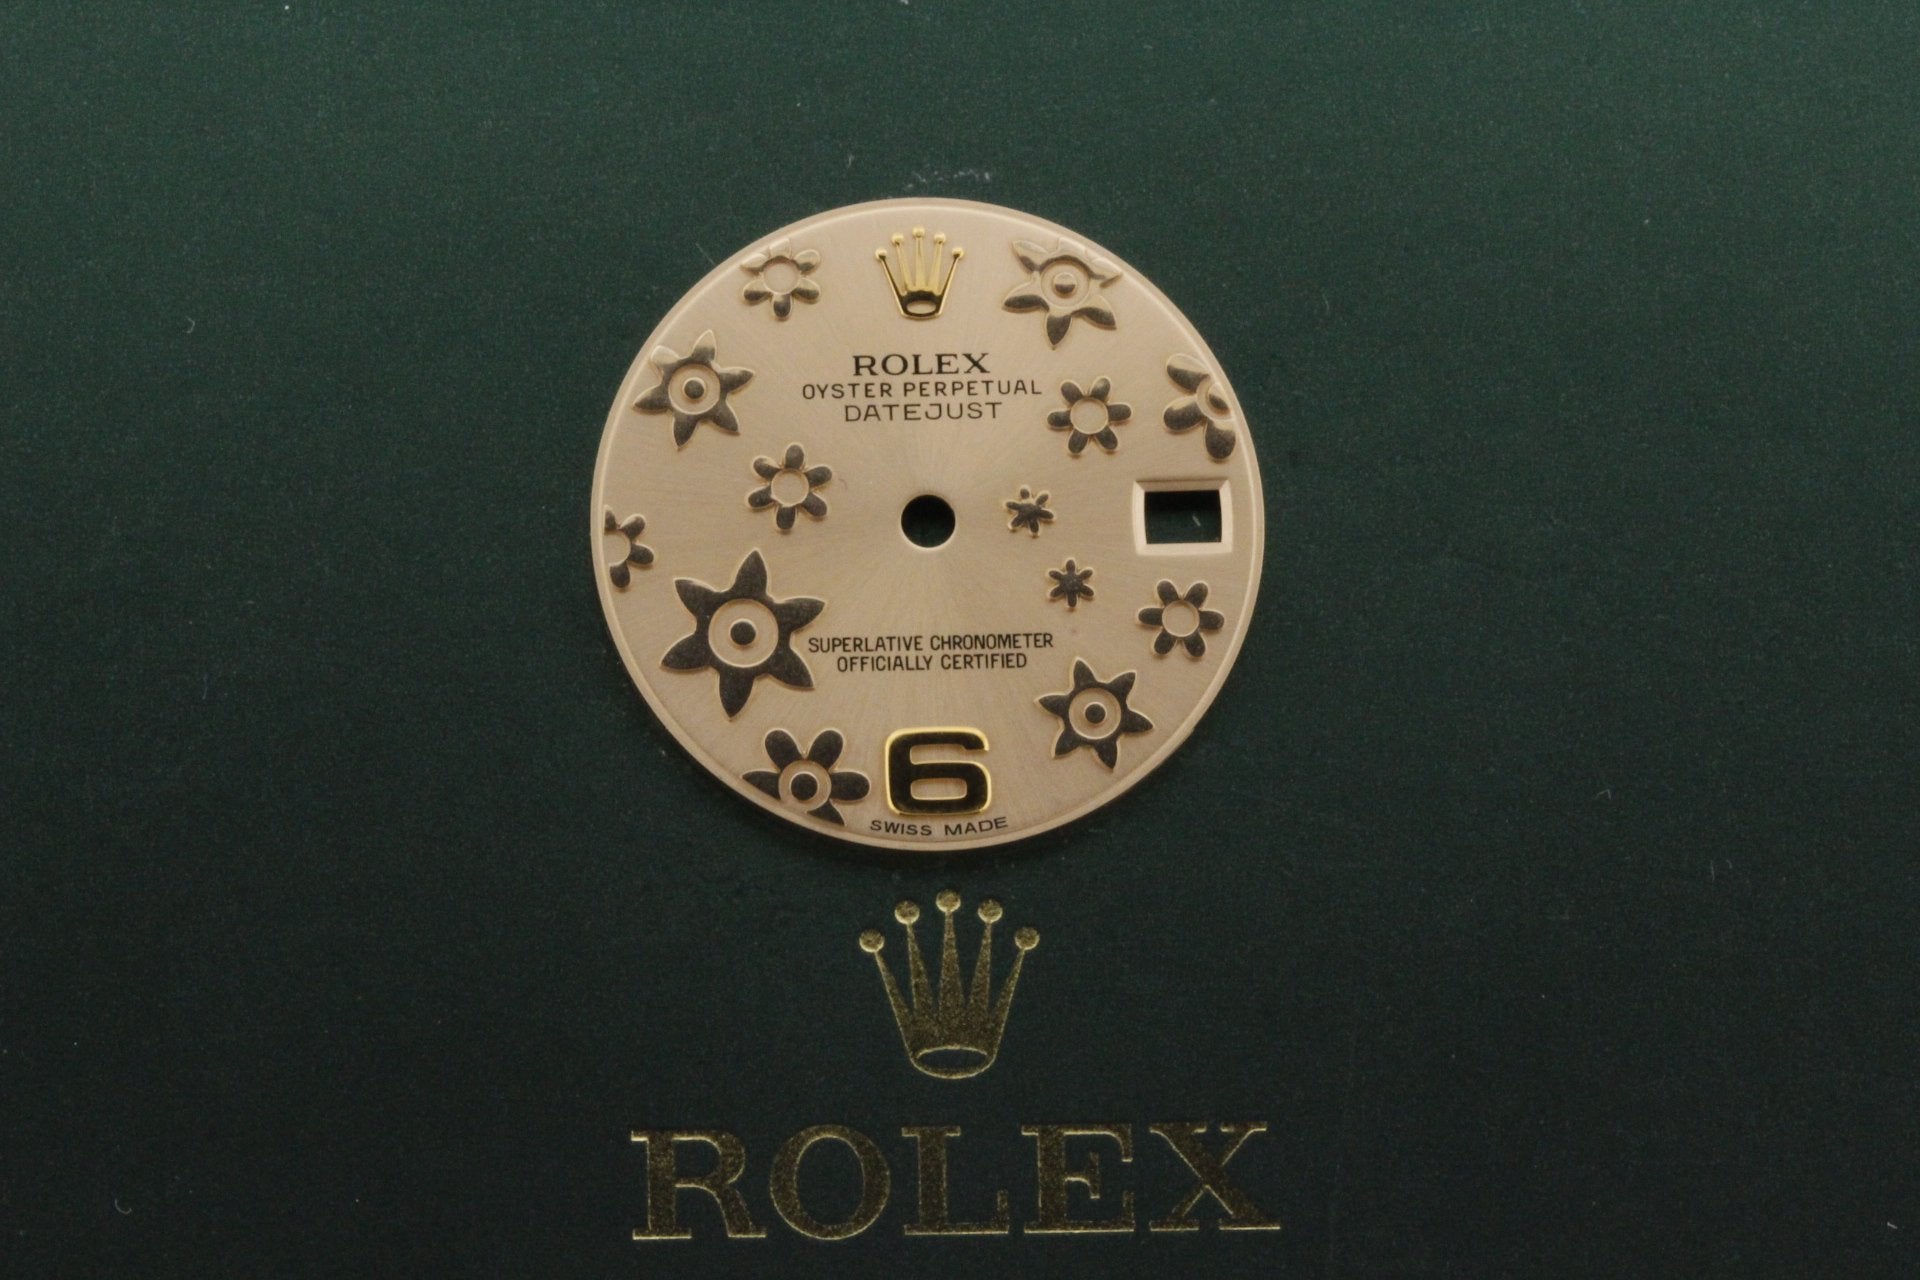 ROLEX
OYSTER PERPETUAL
DATEJUST
SUPERLATIVE CHRONOMETER
OFFICIALLY CERTIFIED
6
SWISS MADE
ROLEX